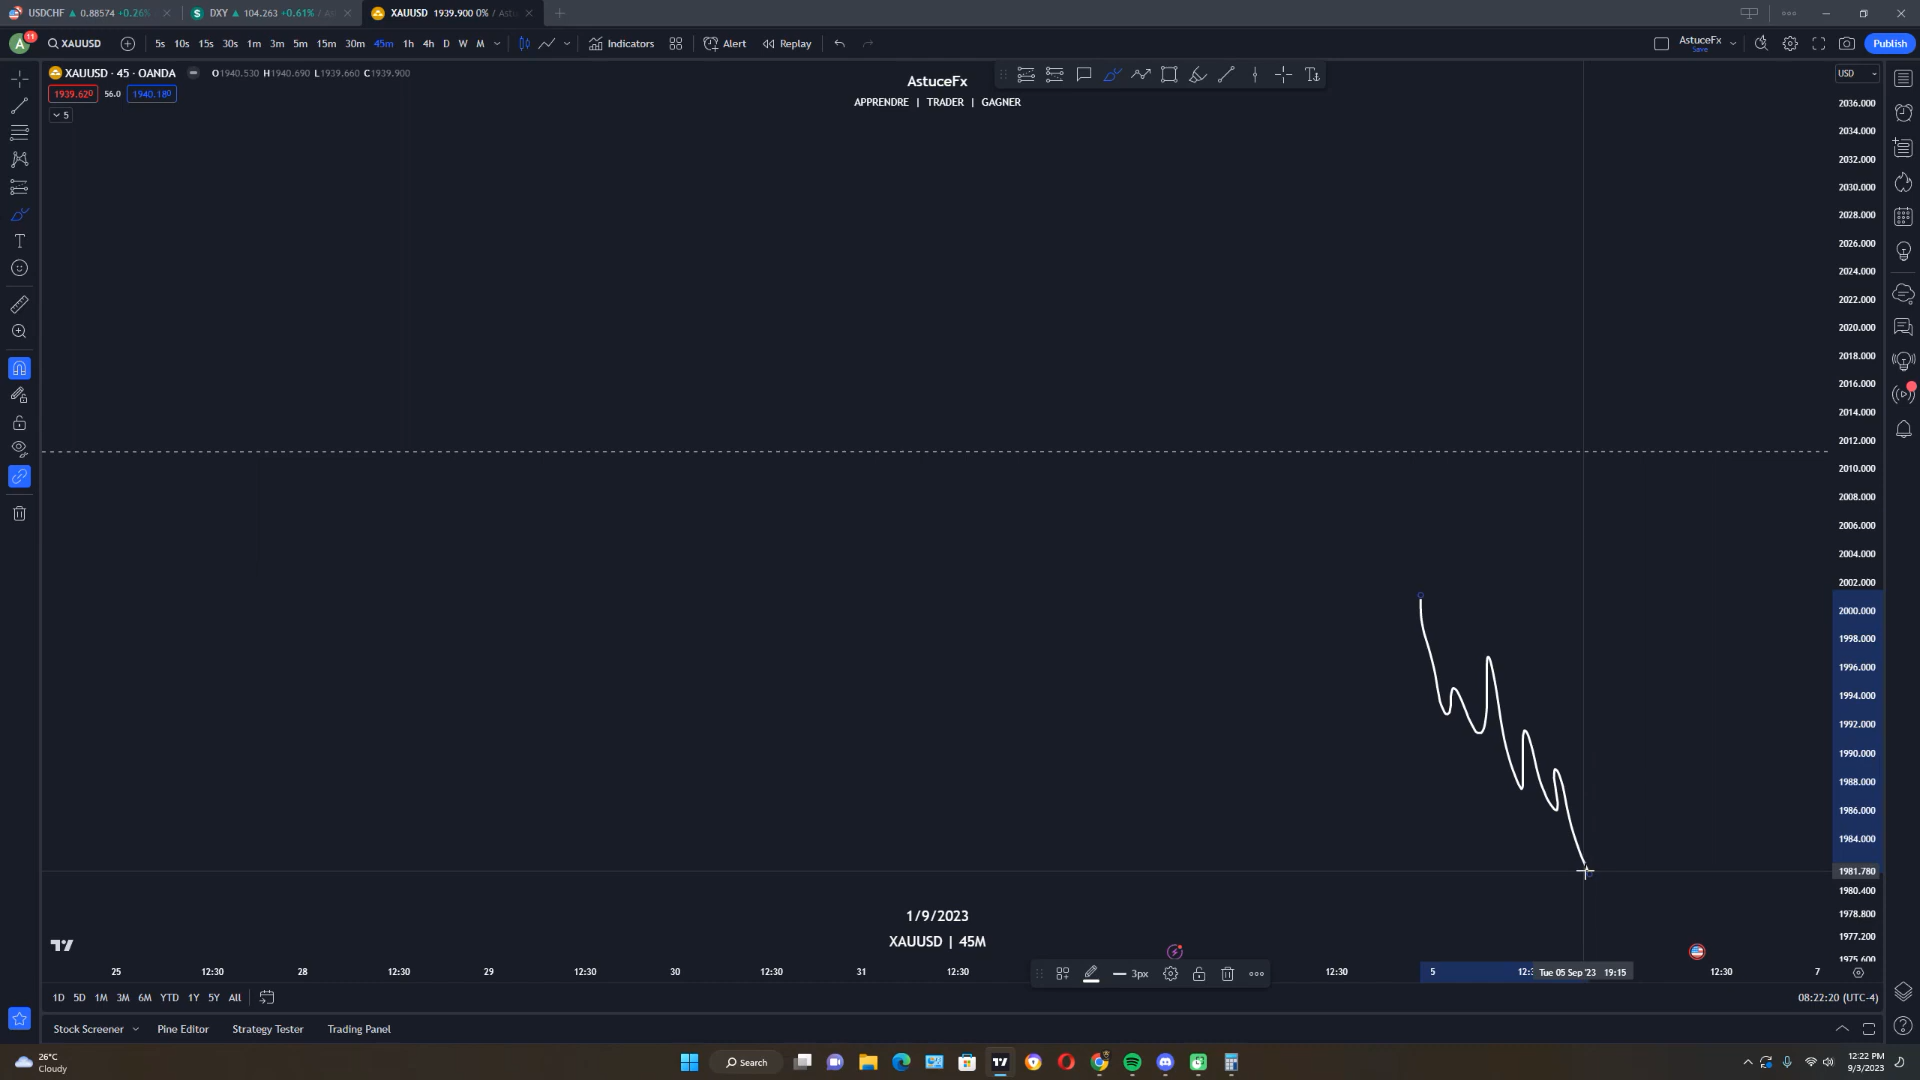 USDCHF ▲ 0.88574 +0.26%
DXY ▲ 104.263 +0.61%
XAUUSD 1939.900 0% / Astuc
A 11 XAUUSD 5s 10s 15s 30s 1m 3m 5m 15m 30m 45m 1h 4h D W M Indicators Alert Replay AstuceFx Save Publish
XAUUSD · 45 · OANDA O1940.530 H1940.690 L1939.660 C1939.900
1939.620 56.0 1940.180
5
AstuceFx
APPRENDRE | TRADER | GAGNER
USD
2036.000
2034.000
2032.000
2030.000
2028.000
2026.000
2024.000
2022.000
2020.000
2018.000
2016.000
2014.000
2012.000
2010.000
2008.000
2006.000
2004.000
2002.000
2000.000
1998.000
1996.000
1994.000
1992.000
1990.000
1988.000
1986.000
1984.000
1981.780
1980.400
1978.800
1977.200
1975.600
1/9/2023
XAUUSD | 45M
3px
25 12:30 28 12:30 29 12:30 30 12:30 31 12:30 12:30 5 12:3 Tue 05 Sep '23 19:15 12:30 7
1D 5D 1M 3M 6M YTD 1Y 5Y All 08:22:20 (UTC-4)
Stock Screener Pine Editor Strategy Tester Trading Panel
26°C
Cloudy
Search
12:22 PM
9/3/2023